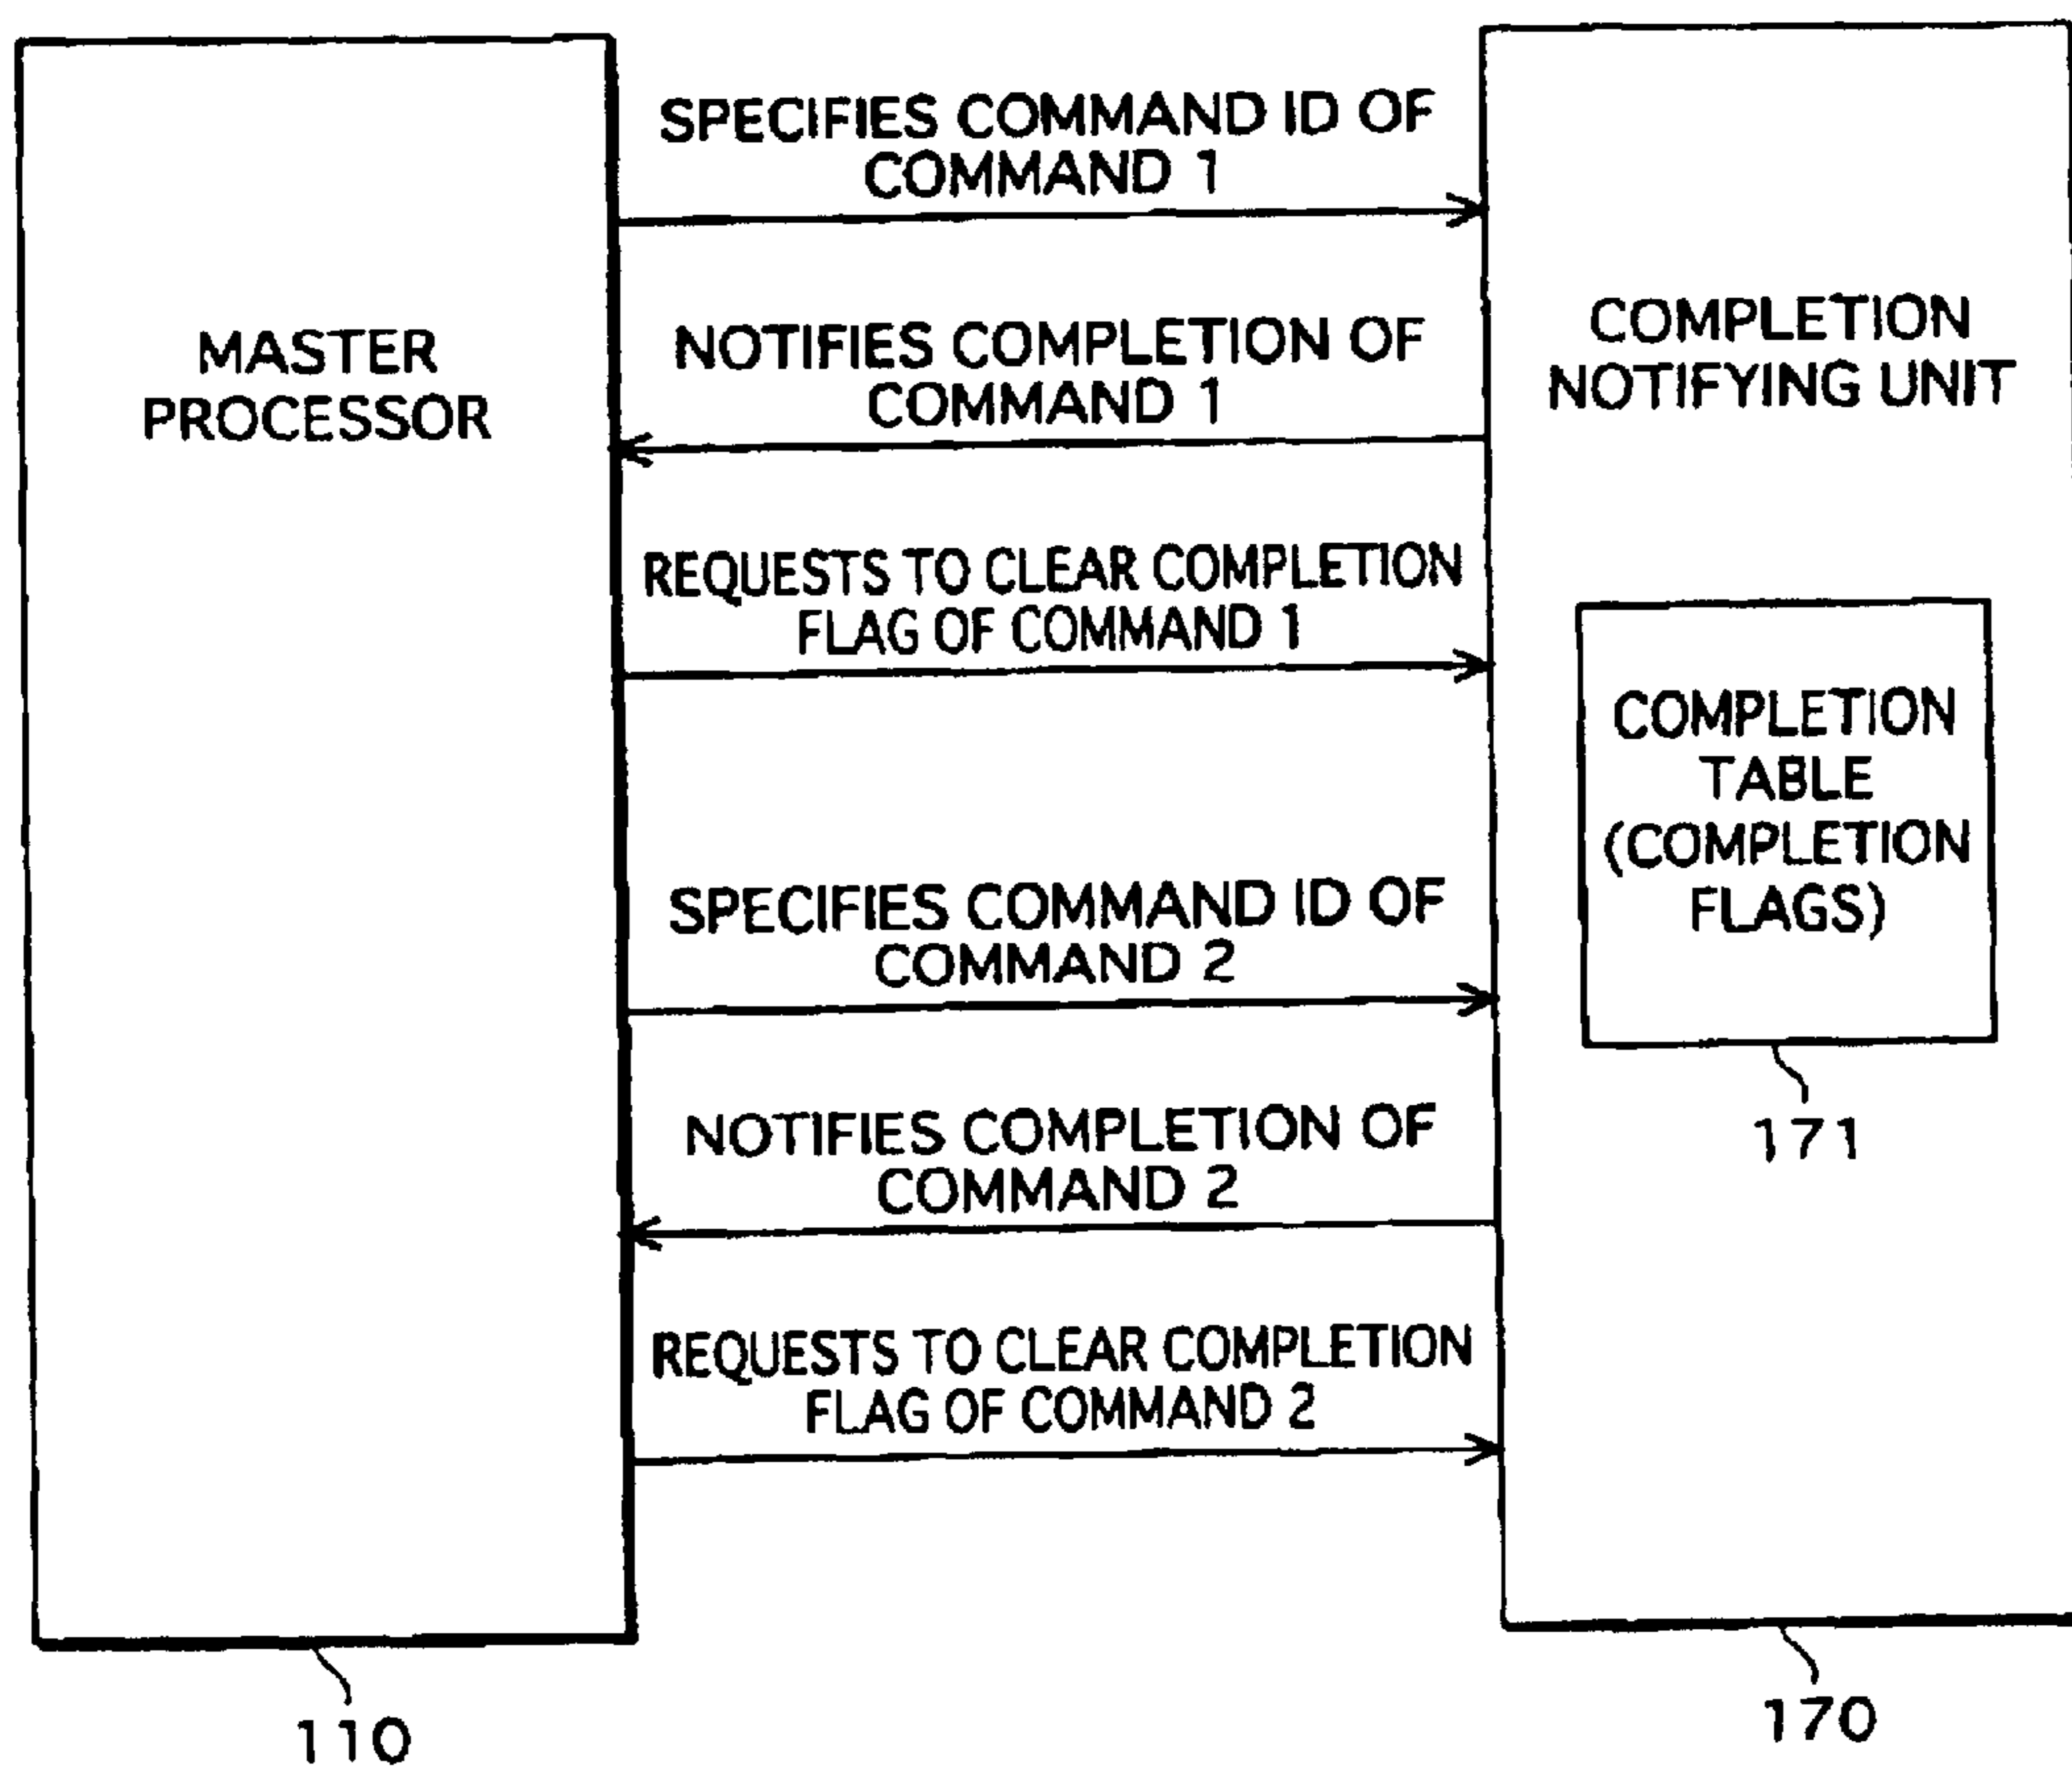 SPECIFIES COMMAND ID OF
COMMAND 1
MASTER
PROCESSOR
NOTIFIES COMPLETION OF
COMMAND 1
COMPLETION
NOTIFYING UNIT
REQUESTS TO CLEAR COMPLETION
FLAG OF COMMAND 1
COMPLETION
TABLE
(COMPLETION
FLAGS)
171
SPECIFIES COMMAND ID OF
COMMAND 2
NOTIFIES COMPLETION OF
COMMAND 2
REQUESTS TO CLEAR COMPLETION
FLAG OF COMMAND 2
110
170